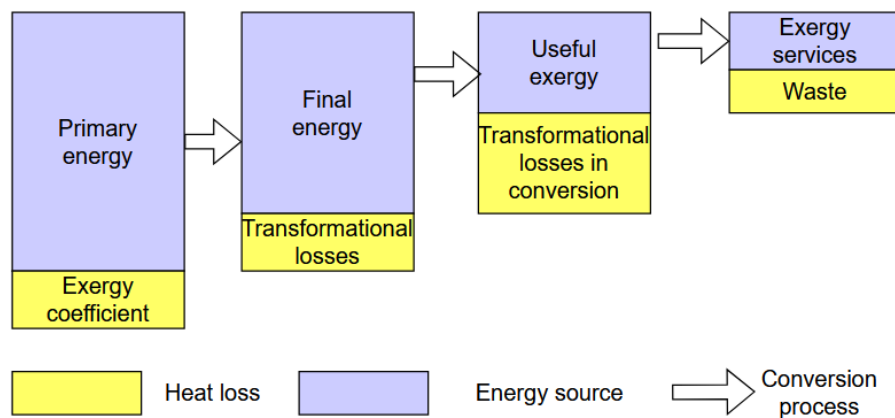 Primary
energy
Exergy
coefficient
Final
energy
Transformational
losses
Useful
exergy
Transformational
losses in
conversion
Exergy
services
Waste
Heat loss
Energy source
Conversion
process